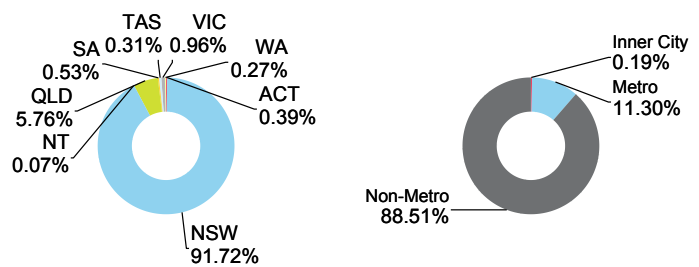 TAS
0.31%
VIC
0.96%
SA
0.53%
WA
0.27%
QLD
5.76%
ACT
0.39%
NT
0.07%
NSW
91.72%
Inner City
0.19%
Metro
11.30%
Non-Metro
88.51%